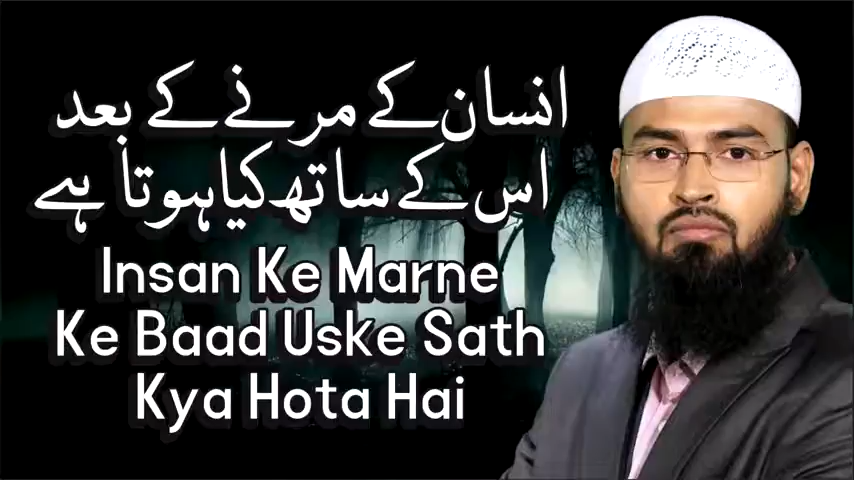 انسان کے مرنے کے بعد
اس کے ساتھ کیا ہوتا ہے
Insan Ke Marne
Ke Baad Uske Sath
Kya Hota Hai